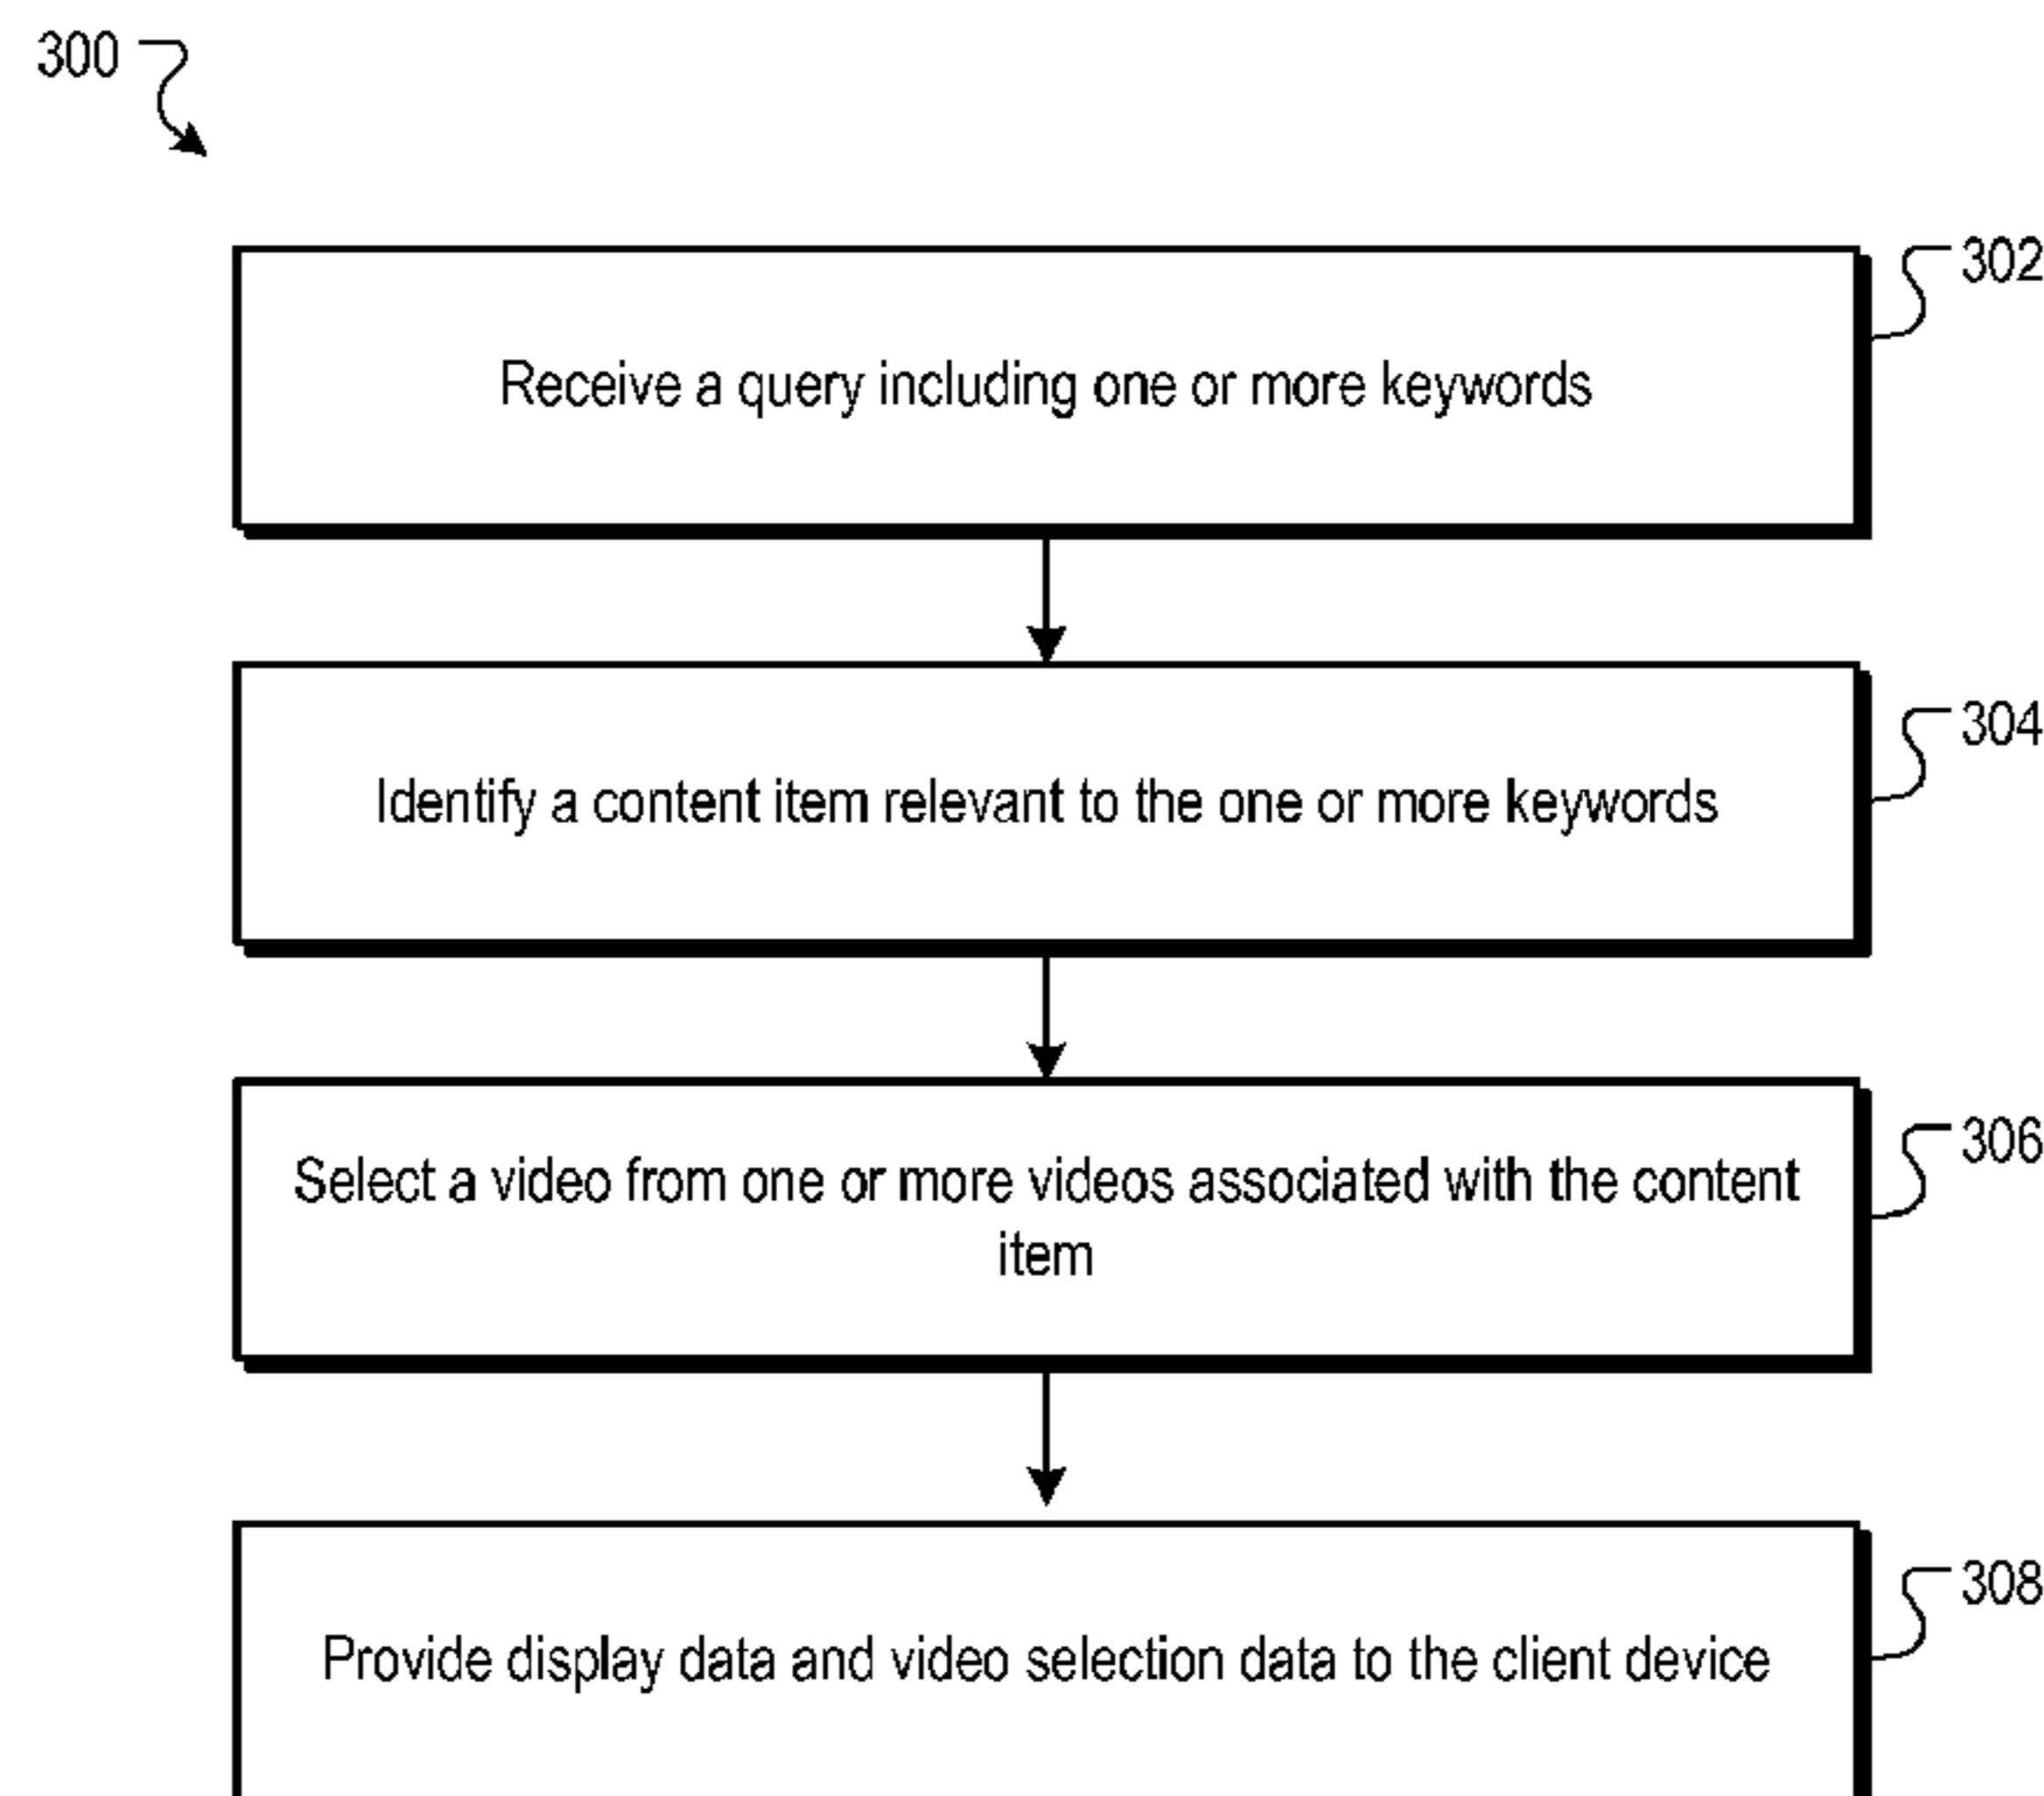 300
302
Receive a query including one or more keywords
304
Identify a content item relevant to the one or more keywords
306
Select a video from one or more videos associated with the content
item
308
Provide display data and video selection data to the client device